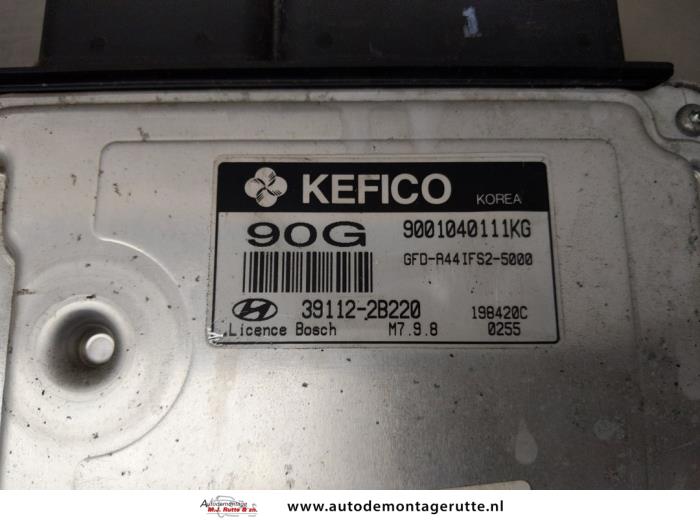 KEFICO KOREA
90G 9001040111KG
GFD-A44IFS2-5000
39112-2B220 198420C
Licence Bosch M7.9.8 0255
Autodemontage
M.J. Rutte & zn.
www.autodemontagerutte.nl